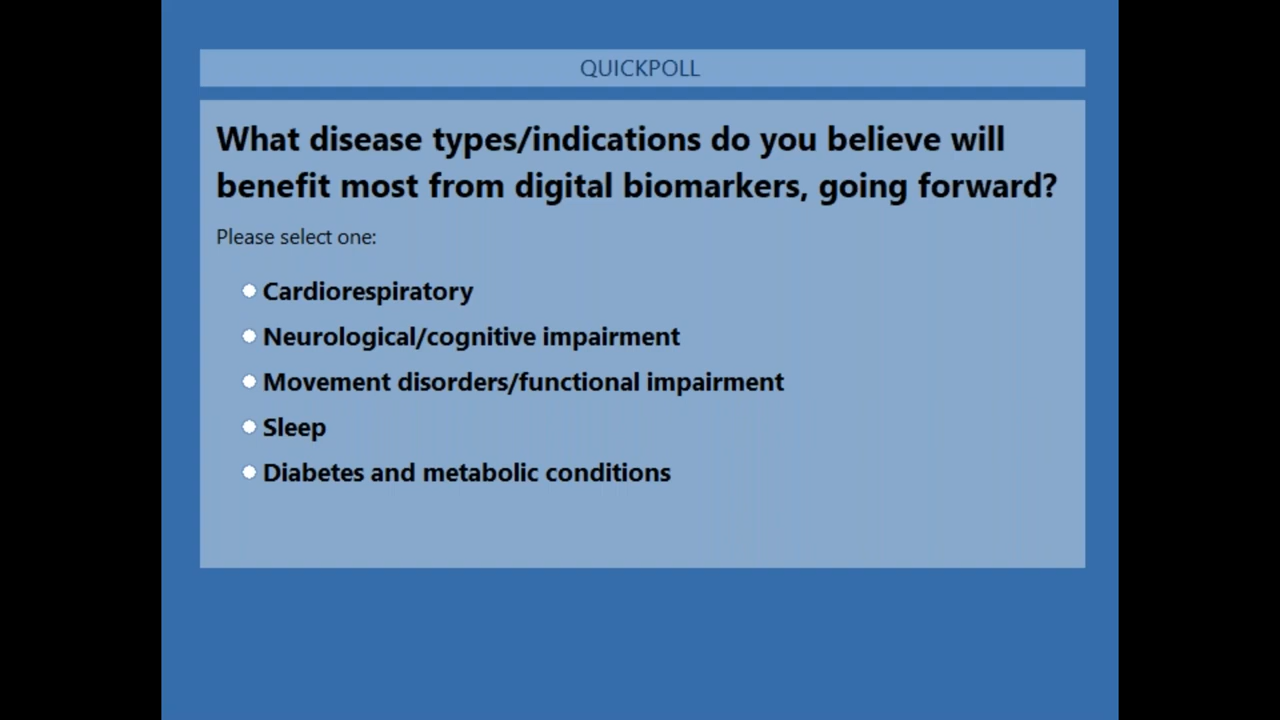 QUICKPOLL
What disease types/indications do you believe will
benefit most from digital biomarkers, going forward?
Please select one:
Cardiorespiratory
Neurological/cognitive impairment
Movement disorders/functional impairment
Sleep
Diabetes and metabolic conditions